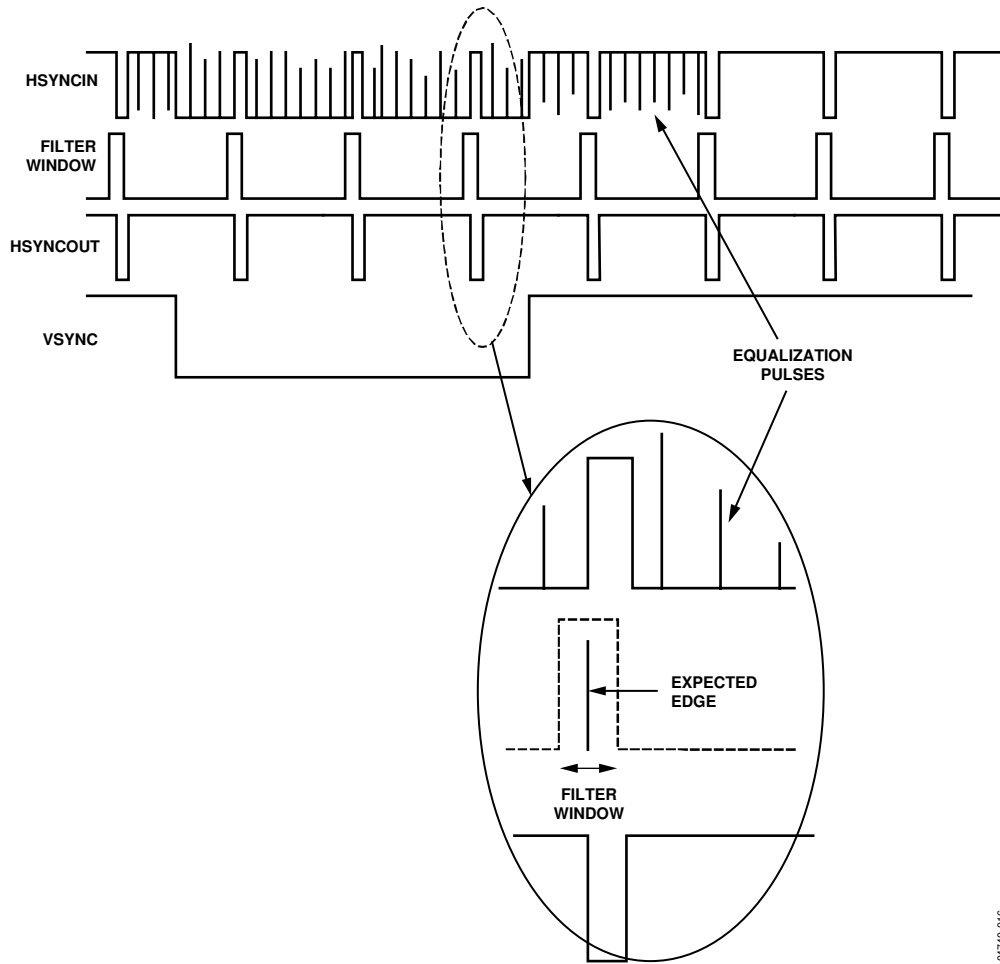 HSYNCIN
FILTER
WINDOW
HSYNCOUT
VSYNC
EQUALIZATION
PULSES
EXPECTED
EDGE
FILTER
WINDOW